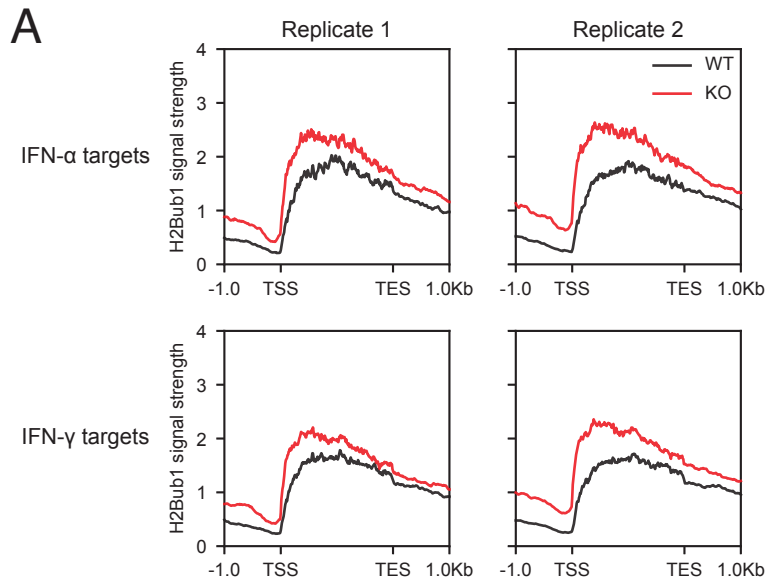 A
Replicate 1
Replicate 2
IFN-α targets
H2Bub1 signal strength
4
3
2
1
0
-1.0 TSS TES 1.0Kb
WT
KO
-1.0 TSS TES 1.0Kb
IFN-γ targets
H2Bub1 signal strength
4
3
2
1
0
-1.0 TSS TES 1.0Kb
-1.0 TSS TES 1.0Kb